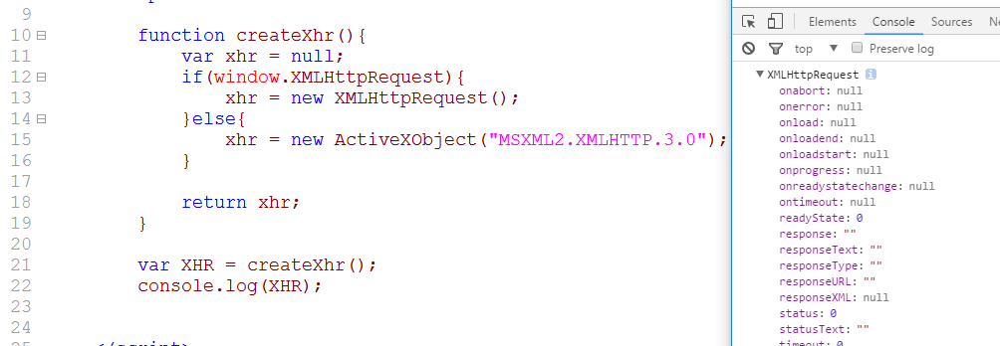 9
10 function createXhr(){
11 var xhr = null;
12 if(window.XMLHttpRequest){
13 xhr = new XMLHttpRequest();
14 }else{
15 xhr = new ActiveXObject("MSXML2.XMLHTTP.3.0");
16 }
17
18 return xhr;
19 }
20
21 var XHR = createXhr();
22 console.log(XHR);
23
24
Elements Console Sources
top Preserve log
XMLHttpRequest i
onabort: null
onerror: null
onload: null
onloadend: null
onloadstart: null
onprogress: null
onreadystatechange: null
ontimeout: null
readyState: 0
response: ""
responseText: ""
responseType: ""
responseURL: ""
responseXML: null
status: 0
statusText: ""
timeout: 0